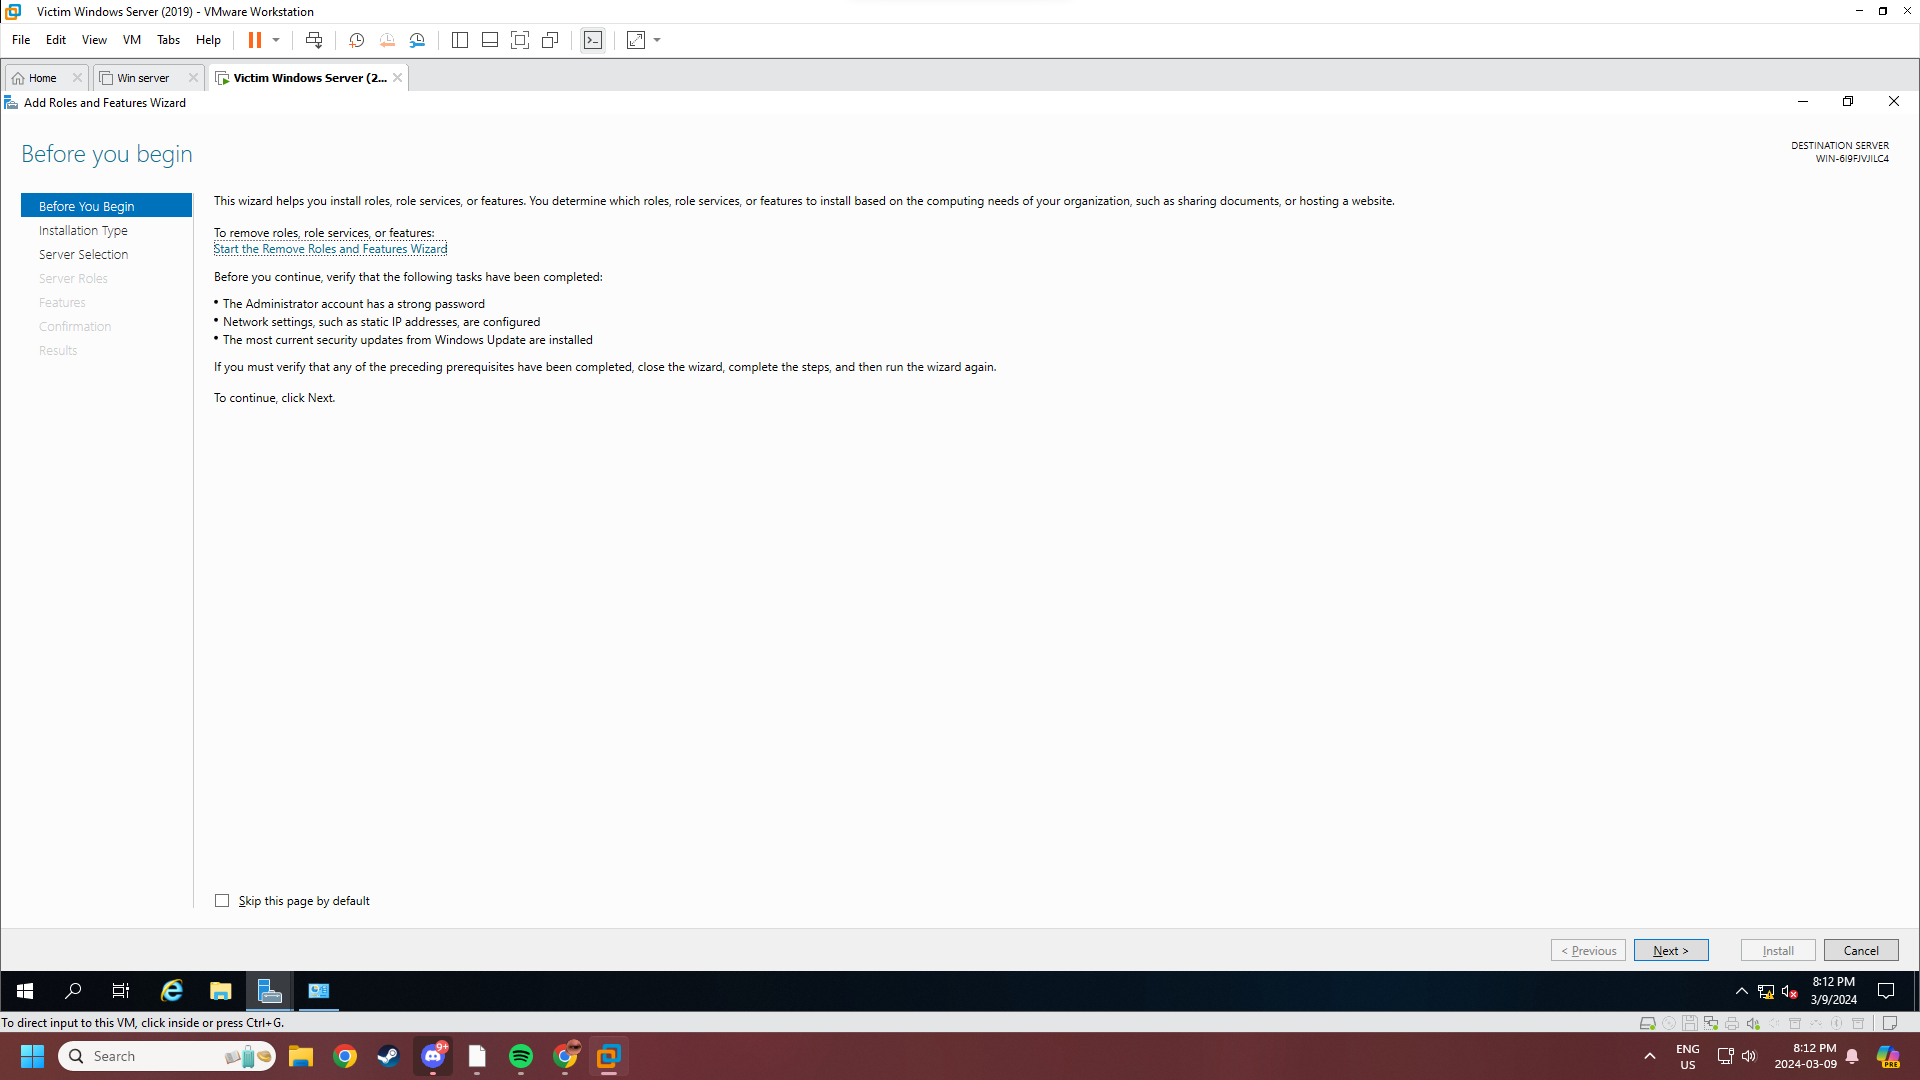 Victim Windows Server (2019) - VMware Workstation
File Edit View VM Tabs Help
Home Win server Victim Windows Server (2...
Add Roles and Features Wizard
Before you begin
DESTINATION SERVER
WIN-6I9FJVJILC4
Before You Begin
Installation Type
Server Selection
Server Roles
Features
Confirmation
Results
This wizard helps you install roles, role services, or features. You determine which roles, role services, or features to install based on the computing needs of your organization, such as sharing documents, or hosting a website.
To remove roles, role services, or features:
Start the Remove Roles and Features Wizard
Before you continue, verify that the following tasks have been completed:
• The Administrator account has a strong password
• Network settings, such as static IP addresses, are configured
• The most current security updates from Windows Update are installed
If you must verify that any of the preceding prerequisites have been completed, close the wizard, complete the steps, and then run the wizard again.
To continue, click Next.
Skip this page by default
< Previous Next > Install Cancel
8:12 PM
3/9/2024
To direct input to this VM, click inside or press Ctrl+G.
Search
9+
ENG
US
8:12 PM
2024-03-09
PRE